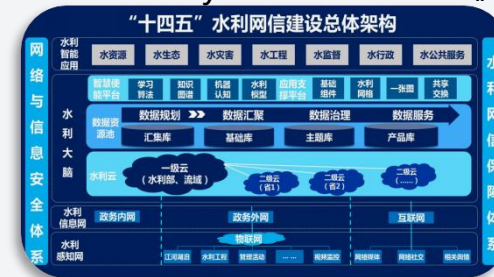 “十四五”水利网信建设总体架构
网络与信息安全体系
水利网信保障体系
水利智能应用
水资源 水生态 水灾害 水工程 水监督 水行政 水公共服务
水利大脑
智慧使能平台 学习算法 知识图谱 机器认知 水利模型 应用支撑平台 基础组件 水利网格 一张图 共享交换
数据资源池
数据规划 数据汇聚 数据治理 数据服务
汇集库 基础库 主题库 产品库
水利云
一级云（水利部、流域）
二级云（省1）
二级云（省2）
二级云（……）
水利信息网
政务内网 政务外网 互联网
物联网
水利感知网
江河湖泊 水利工程 管理活动 …… 视频监控 网络媒体 网络社交 相关舆情